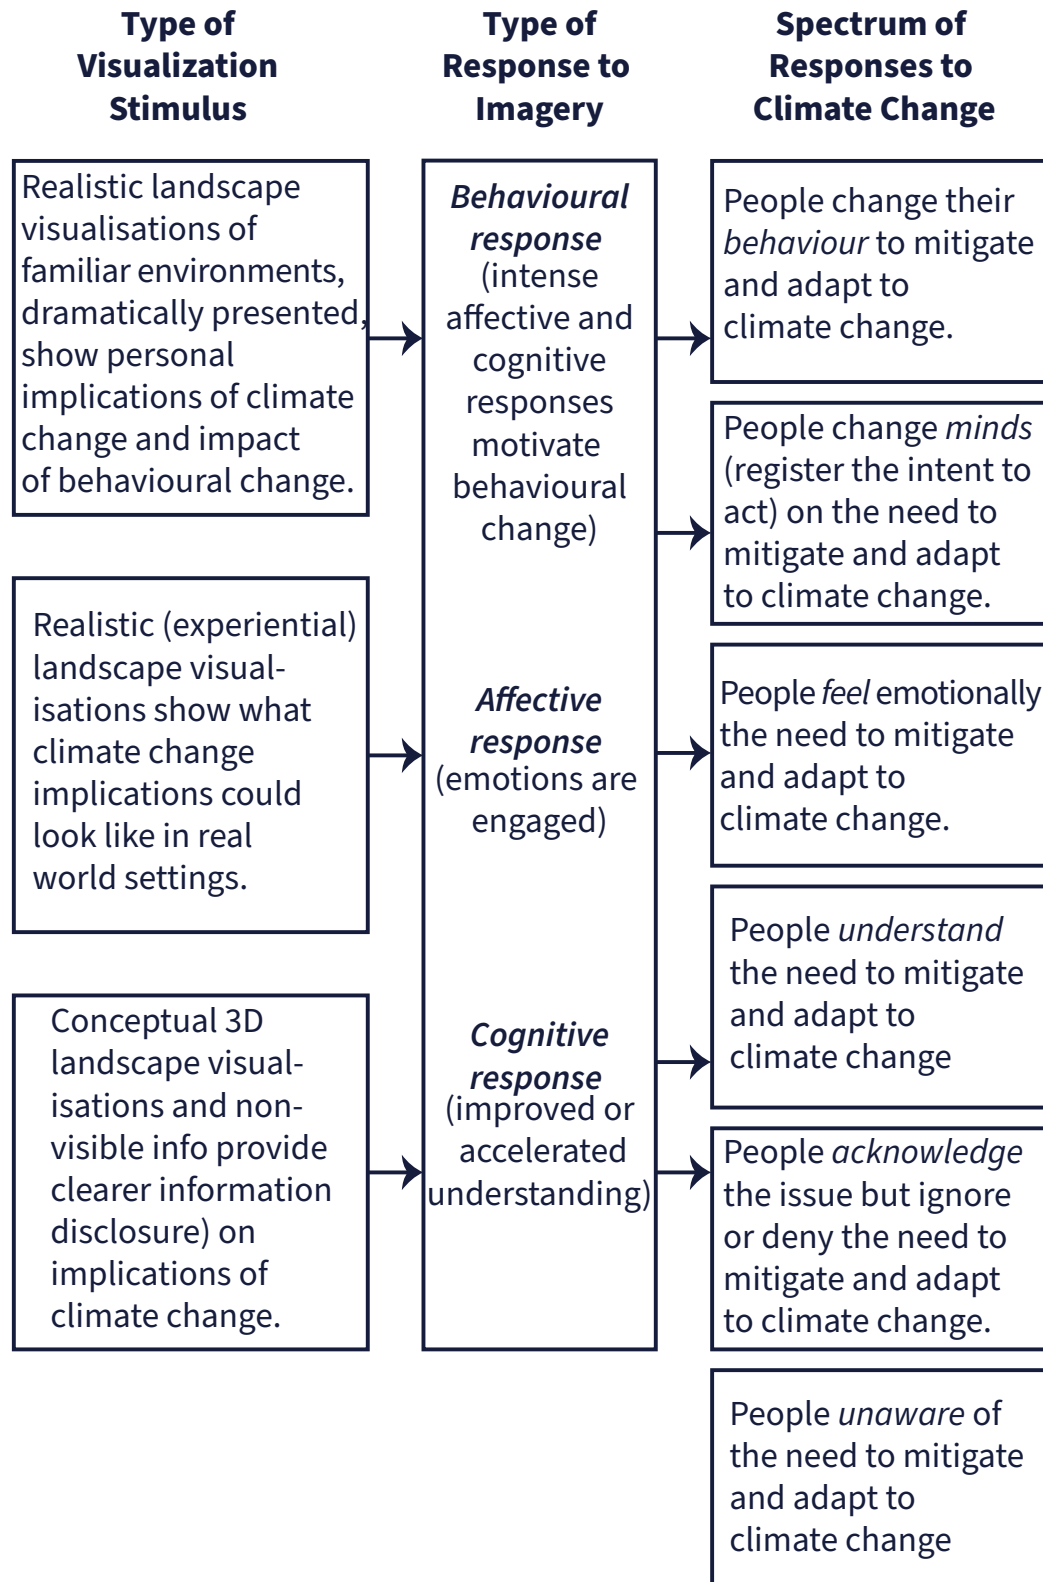 Type of
Visualization
Stimulus
Type of
Response to
Imagery
Spectrum of
Responses to
Climate Change
Realistic landscape
visualisations of
familiar environments,
dramatically presented,
show personal
implications of climate
change and impact
of behavioural change.
Realistic (experiential)
landscape visual-
isations show what
climate change
implications could
look like in real
world settings.
Conceptual 3D
landscape visual-
isations and non-
visible info provide
clearer information
disclosure) on
implications of
climate change.
Behavioural
response
(intense
affective and
cognitive
responses
motivate
behavioural
change)
Affective
response
(emotions are
engaged)
Cognitive
response
(improved or
accelerated
understanding)
People change their
behaviour to mitigate
and adapt to
climate change.
People change minds
(register the intent to
act) on the need to
mitigate and adapt
to climate change.
People feel emotionally
the need to mitigate
and adapt to
climate change.
People understand
the need to mitigate
and adapt to
climate change
People acknowledge
the issue but ignore
or deny the need to
mitigate and adapt
to climate change.
People unaware of
the need to mitigate
and adapt to
climate change